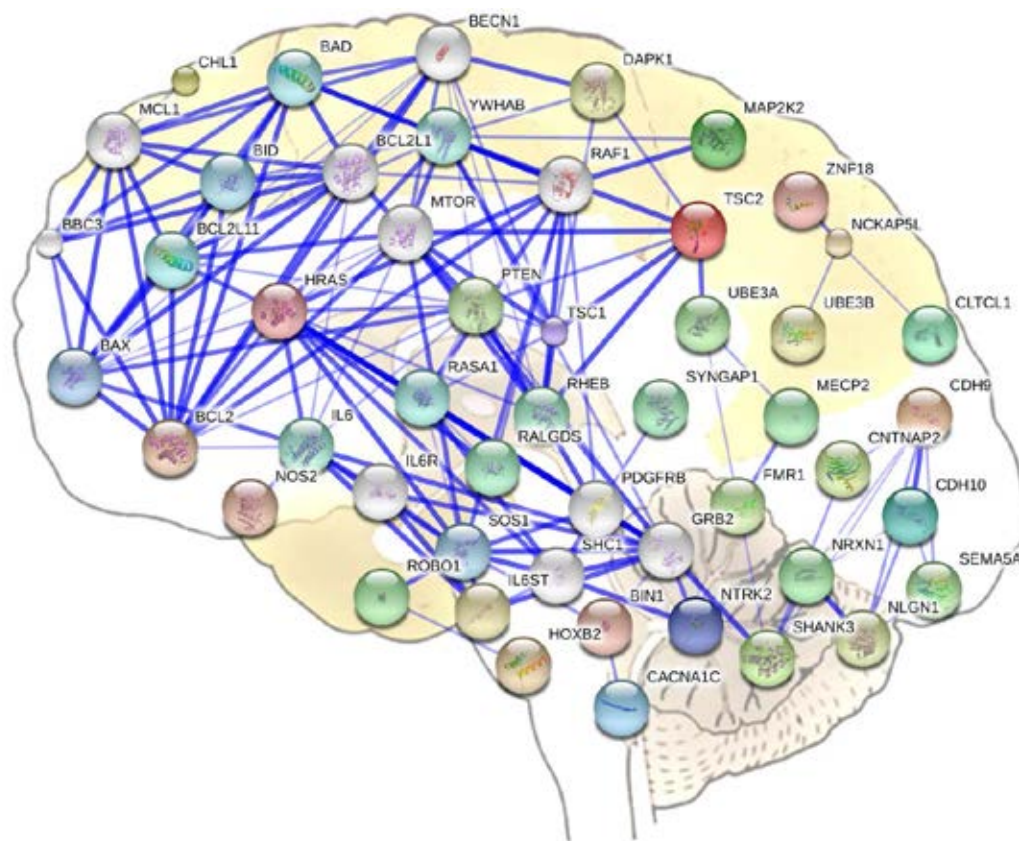 BECN1
BAD
DAPK1
CHL1
MCL1
YWHAB
MAP2K2
BCL2L1
BID
RAF1
ZNF18
MTOR
TSC2
NCKAP5L
BBC3
BCL2L11
HRAS
PTEN
UBE3A
UBE3B
CLTCL1
TSC1
BAX
RASA1
RHEB
SYNGAP1
MECP2
CDH9
BCL2
IL6
RALGDS
CNTNAP2
IL6R
NOS2
PDGFRB
FMR1
CDH10
SOS1
GRB2
SHC1
NRXN1
SEMA5A
ROBO1
IL6ST
BIN1
NTRK2
NLGN1
HOXB2
SHANK3
CACNA1C